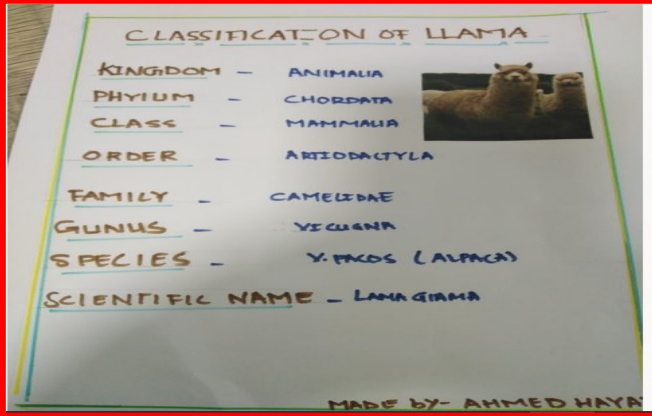 CLASSIFICATION OF LLAMA
KINGDOM - ANIMALIA
PHYIUM - CHORDATA
CLASS - MAMMALIA
ORDER - ARTIODACTYLA
FAMILY - CAMELIDAE
GUNUS - VICUGNA
SPECIES - V. PACOS (ALPACA)
SCIENTIFIC NAME - LAMA GIAMA
MADE by- AHMED HAYA